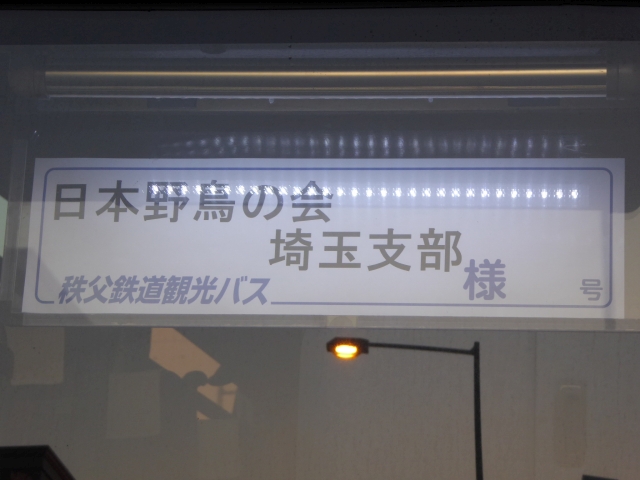 日本野鳥の会
埼玉支部
様
秩父鉄道観光バス
号